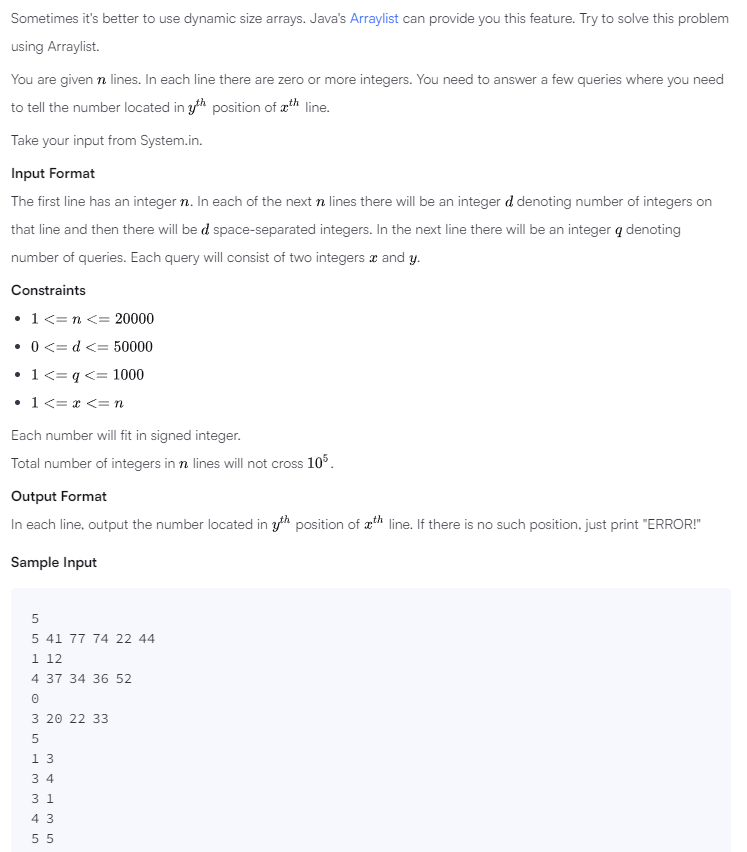 Sometimes it's better to use dynamic size arrays. Java's Arraylist can provide you this feature. Try to solve this problem
using Arraylist.
You are given n lines. In each line there are zero or more integers. You need to answer a few queries where you need
to tell the number located in yth position of xth line.
Take your input from System.in.
Input Format
The first line has an integer n. In each of the next n lines there will be an integer d denoting number of integers on
that line and then there will be d space-separated integers. In the next line there will be an integer q denoting
number of queries. Each query will consist of two integers x and y.
Constraints
• 1 <= n <= 20000
• 0 <= d <= 50000
• 1 <= q <= 1000
• 1 <= x <= n
Each number will fit in signed integer.
Total number of integers in n lines will not cross 10^5.
Output Format
In each line, output the number located in yth position of xth line. If there is no such position, just print "ERROR!"
Sample Input
5
5 41 77 74 22 44
1 12
4 37 34 36 52
0
3 20 22 33
5
1 3
3 4
3 1
4 3
5 5